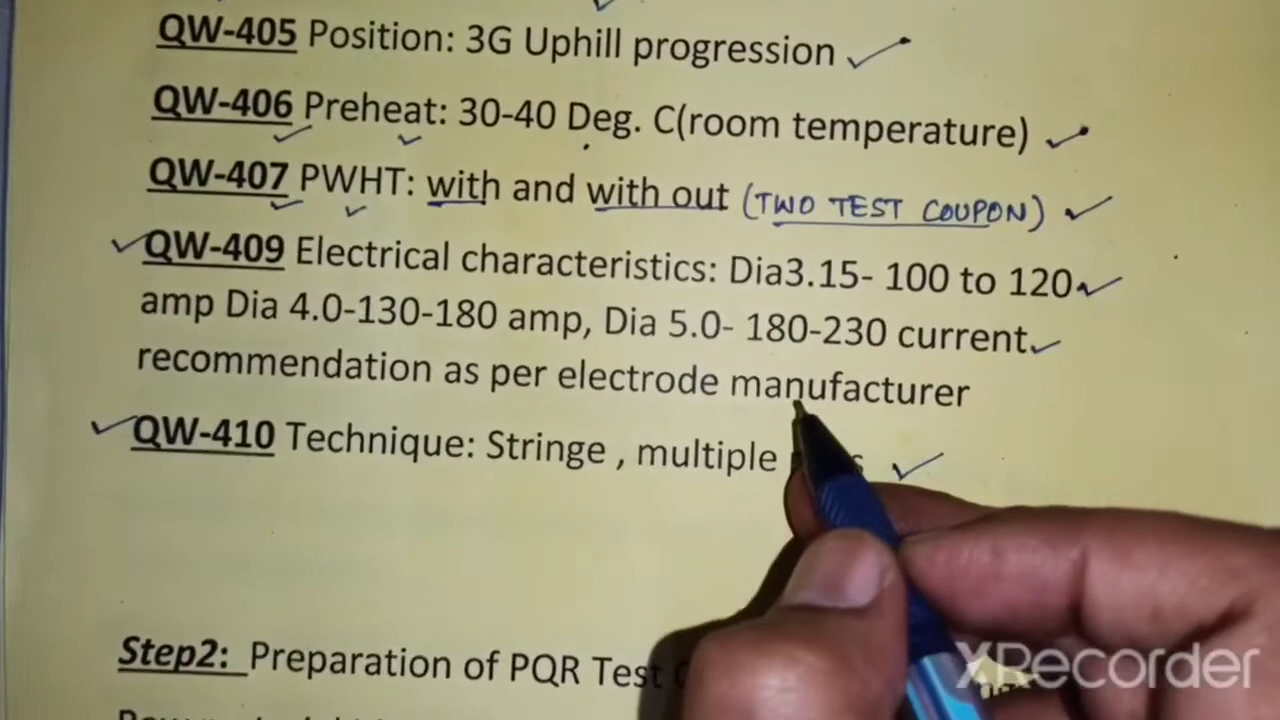 QW-405 Position: 3G Uphill progression
QW-406 Preheat: 30-40 Deg. C(room temperature)
QW-407 PWHT: with and with out (TWO TEST COUPON)
QW-409 Electrical characteristics: Dia3.15- 100 to 120
amp Dia 4.0-130-180 amp, Dia 5.0- 180-230 current
recommendation as per electrode manufacturer
QW-410 Technique: Stringe , multiple
Step2: Preparation of PQR Test
XRecorder